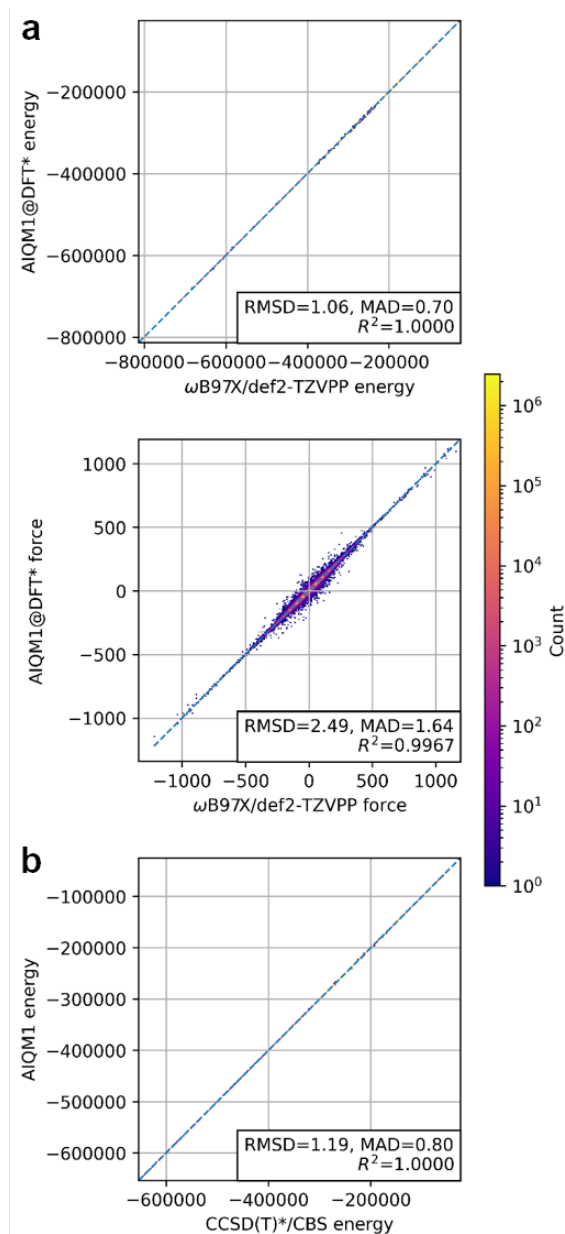 a
AIQM1@DFT* energy
−200000
−400000
−600000
−800000
RMSD=1.06, MAD=0.70
R²=1.0000
−800000 −600000 −400000 −200000
ωB97X/def2-TZVPP energy
AIQM1@DFT* force
1000
500
0
−500
−1000
RMSD=2.49, MAD=1.64
R²=0.9967
−1000 −500 0 500 1000
ωB97X/def2-TZVPP force
10⁶
10⁵
10⁴
10³
10²
10¹
10⁰
Count
b
AIQM1 energy
−100000
−200000
−300000
−400000
−500000
−600000
RMSD=1.19, MAD=0.80
R²=1.0000
−600000 −400000 −200000
CCSD(T)*/CBS energy